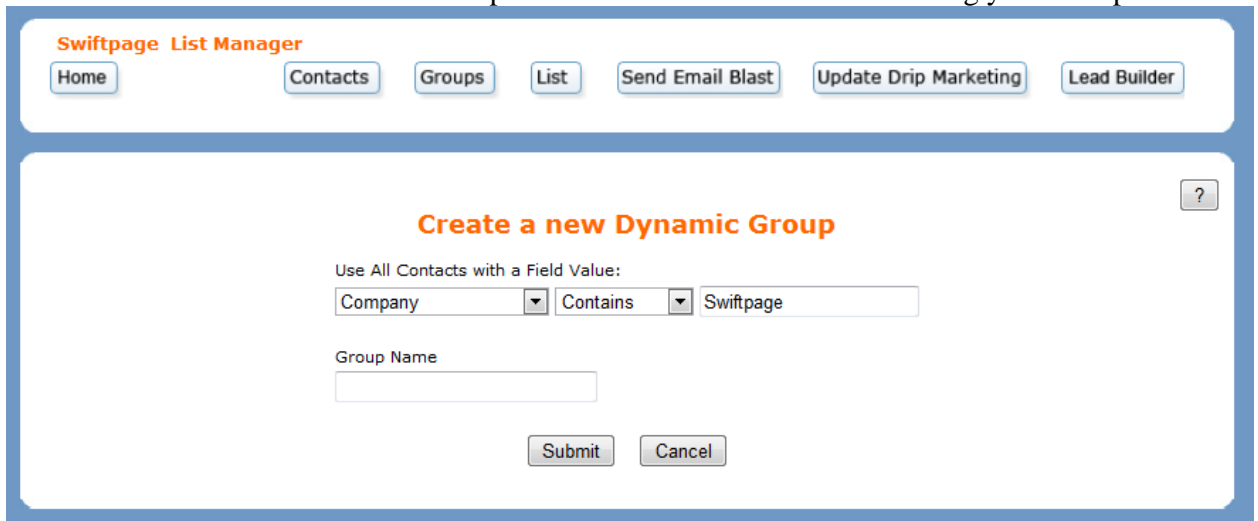 Swiftpage List Manager
Home Contacts Groups List Send Email Blast Update Drip Marketing Lead Builder
?
Create a new Dynamic Group
Use All Contacts with a Field Value:
Company Contains Swiftpage
Group Name
Submit Cancel